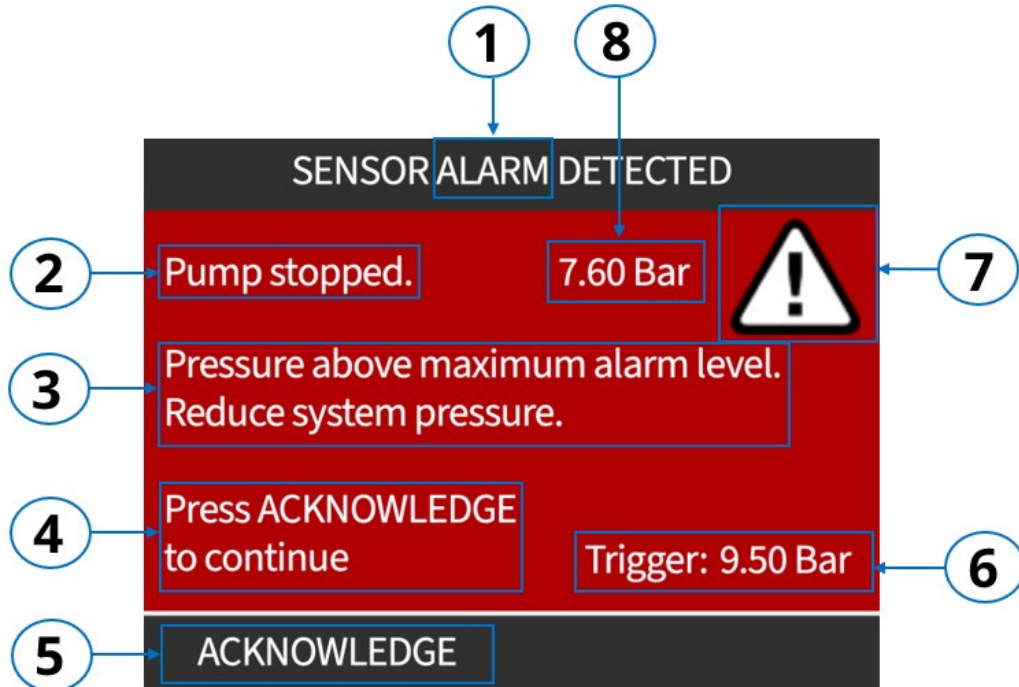 1 8
SENSOR ALARM DETECTED
2 Pump stopped. 7.60 Bar ! 7
3 Pressure above maximum alarm level.
Reduce system pressure.
4 Press ACKNOWLEDGE
to continue
Trigger: 9.50 Bar 6
5 ACKNOWLEDGE